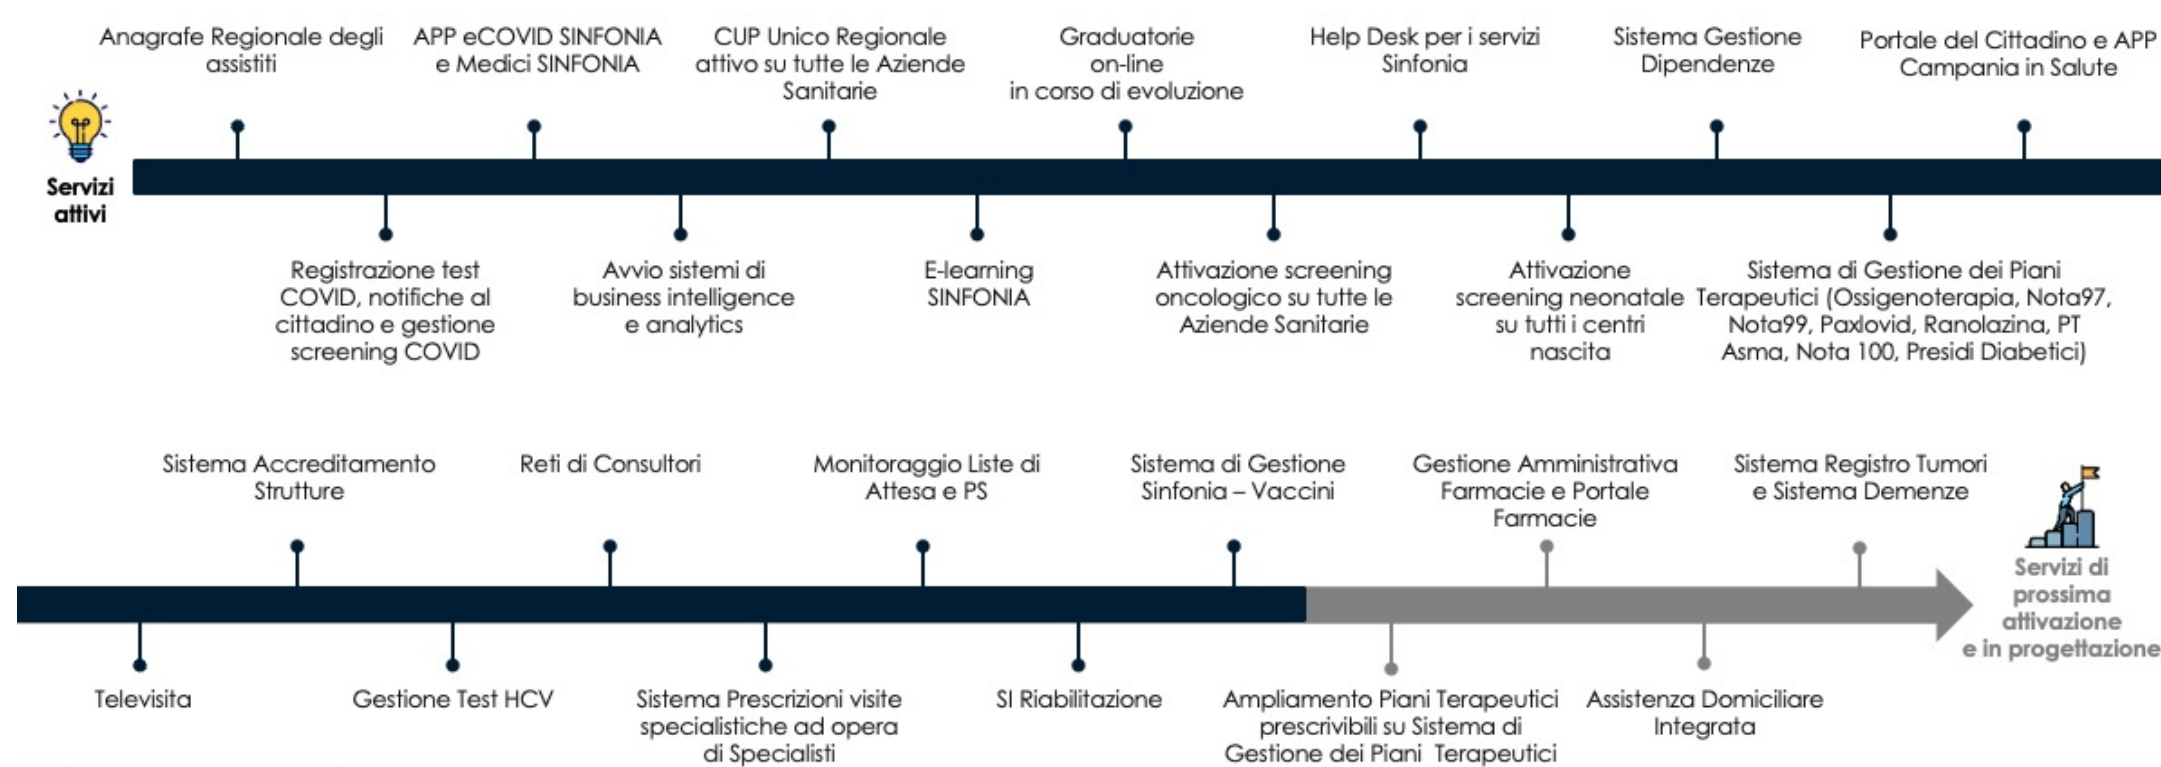 Anagrafe Regionale degli
assistiti
APP eCOVID SINFONIA
e Medici SINFONIA
CUP Unico Regionale
attivo su tutte le Aziende
Sanitarie
Graduatorie
on-line
in corso di evoluzione
Help Desk per i servizi
Sinfonia
Sistema Gestione
Dipendenze
Portale del Cittadino e APP
Campania in Salute
Servizi
attivi
Registrazione test
COVID, notifiche al
cittadino e gestione
screening COVID
Avvio sistemi di
business intelligence
e analytics
E-learning
SINFONIA
Attivazione screening
oncologico su tutte le
Aziende Sanitarie
Attivazione
screening neonatale
su tutti i centri
nascita
Sistema di Gestione dei Piani
Terapeutici (Ossigenoterapia, Nota97,
Nota99, Paxlovid, Ranolazina, PT
Asma, Nota 100, Presidi Diabetici)
Sistema Accreditamento
Strutture
Reti di Consultori
Monitoraggio Liste di
Attesa e PS
Sistema di Gestione
Sinfonia – Vaccini
Gestione Amministrativa
Farmacie e Portale
Farmacie
Sistema Registro Tumori
e Sistema Demenze
Servizi di
prossima
attivazione
e in progettazione
Televisita
Gestione Test HCV
Sistema Prescrizioni visite
specialistiche ad opera
di Specialisti
SI Riabilitazione
Ampliamento Piani Terapeutici
prescrivibili su Sistema di
Gestione dei Piani Terapeutici
Assistenza Domiciliare
Integrata